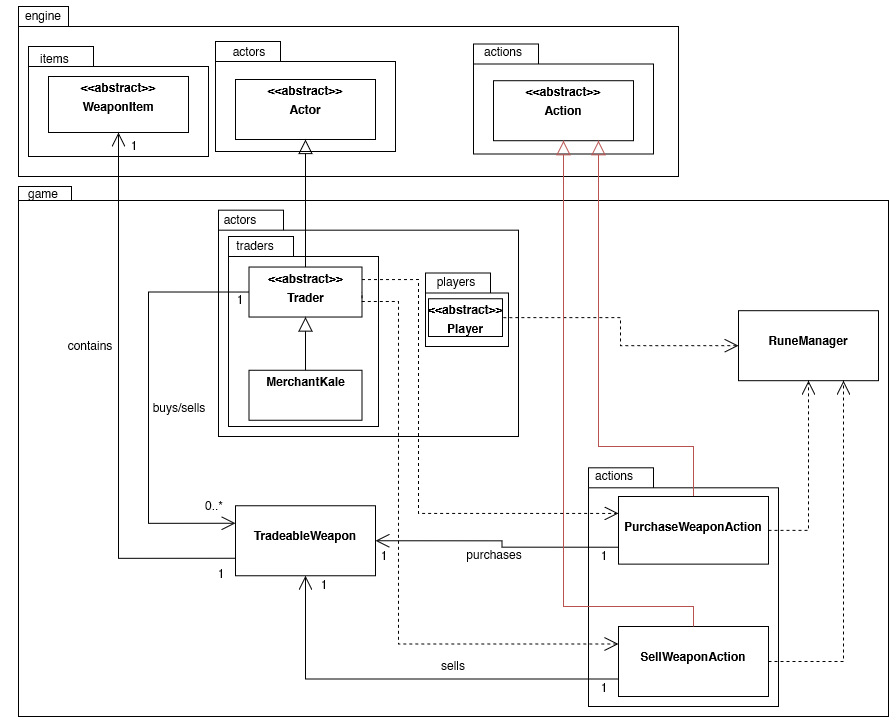 engine
items
<<abstract>>
WeaponItem
1
actors
<<abstract>>
Actor
actions
<<abstract>>
Action
game
actors
traders
<<abstract>>
Trader
1
MerchantKale
players
<<abstract>>
Player
RuneManager
contains
buys/sells
0..*
TradeableWeapon
1
1
1
purchases
sells
actions
PurchaseWeaponAction
1
SellWeaponAction
1